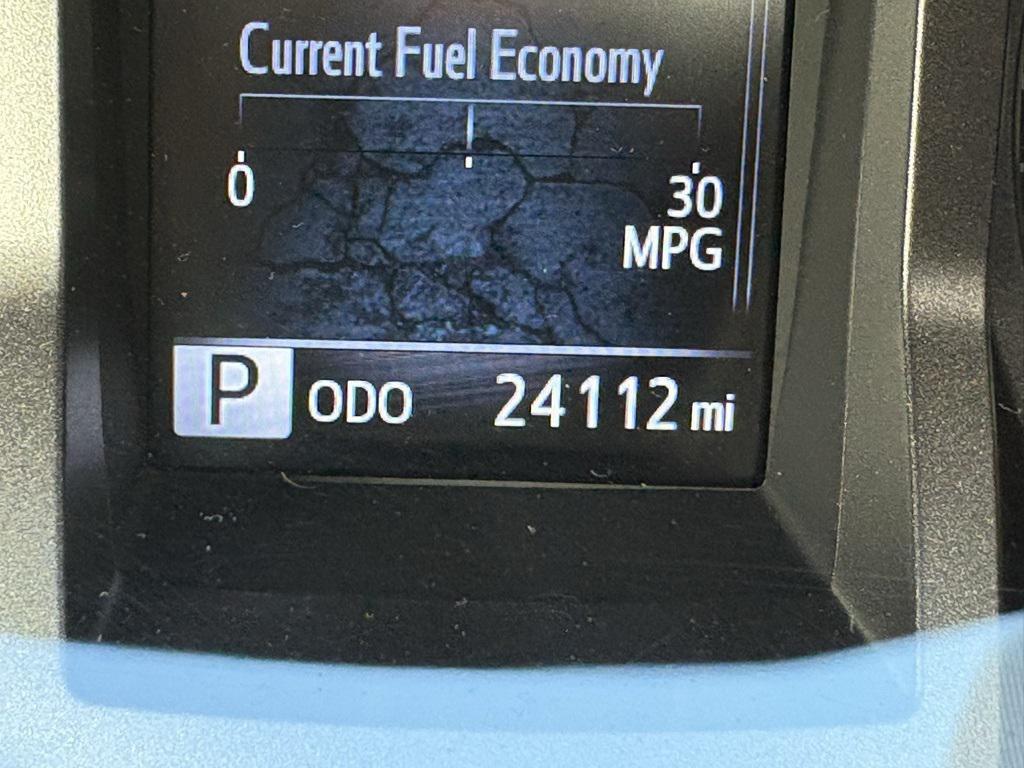 Current Fuel Economy
0 30
MPG
P ODO 24112 mi